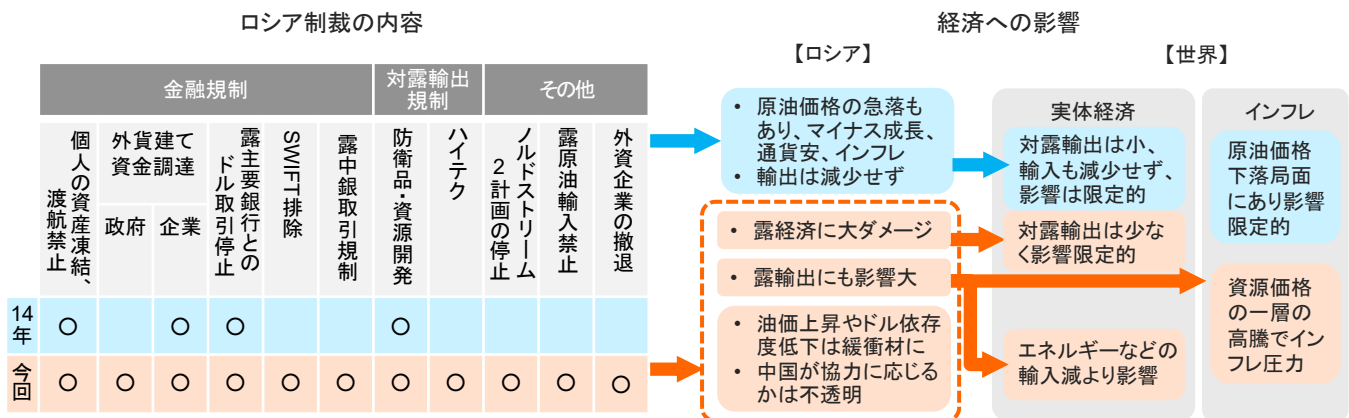 ロシア制裁の内容
経済への影響
【ロシア】
【世界】
金融規制
対露輸出
規制
その他
個人の資産凍結、
渡航禁止
外貨建て
資金調達
政府
企業
露主要銀行との
ドル取引停止
SWIFT排除
露中銀取引規制
防衛品・資源開発
ハイテク
ノルドストリーム
2計画の停止
露原油輸入禁止
外資企業の撤退
14
年
○ ○ ○ ○
今
回
○ ○ ○ ○ ○ ○ ○ ○ ○ ○ ○
• 原油価格の急落も
あり、マイナス成長、
通貨安、インフレ
• 輸出は減少せず
• 露経済に大ダメージ
• 露輸出にも影響大
• 油価上昇やドル依存
度低下は緩衝材に
• 中国が協力に応じる
かは不透明
実体経済
対露輸出は小、
輸入も減少せず、
影響は限定的
対露輸出は少な
く影響限定的
エネルギーなどの
輸入減より影響
インフレ
原油価格
下落局面
にあり影響
限定的
資源価格
の一層の
高騰でイン
フレ圧力